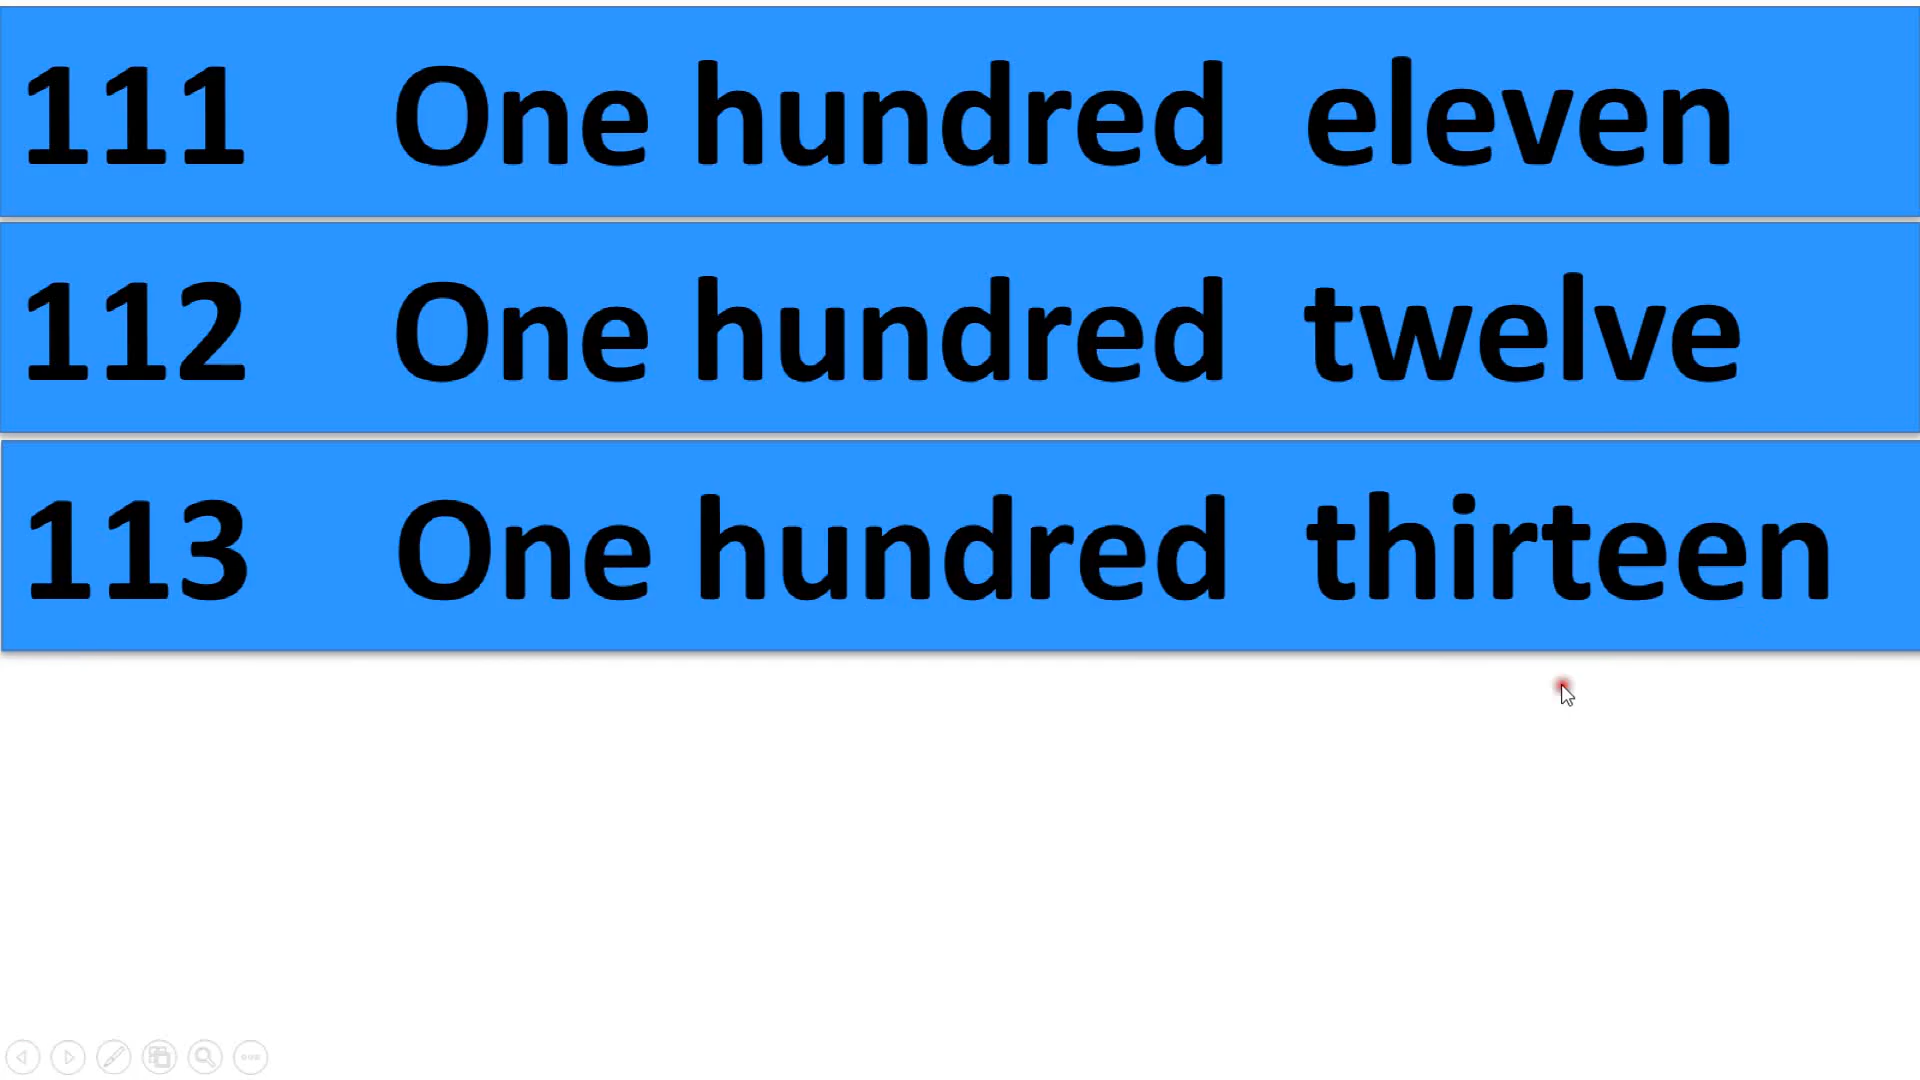 111 One hundred eleven
112 One hundred twelve
113 One hundred thirteen